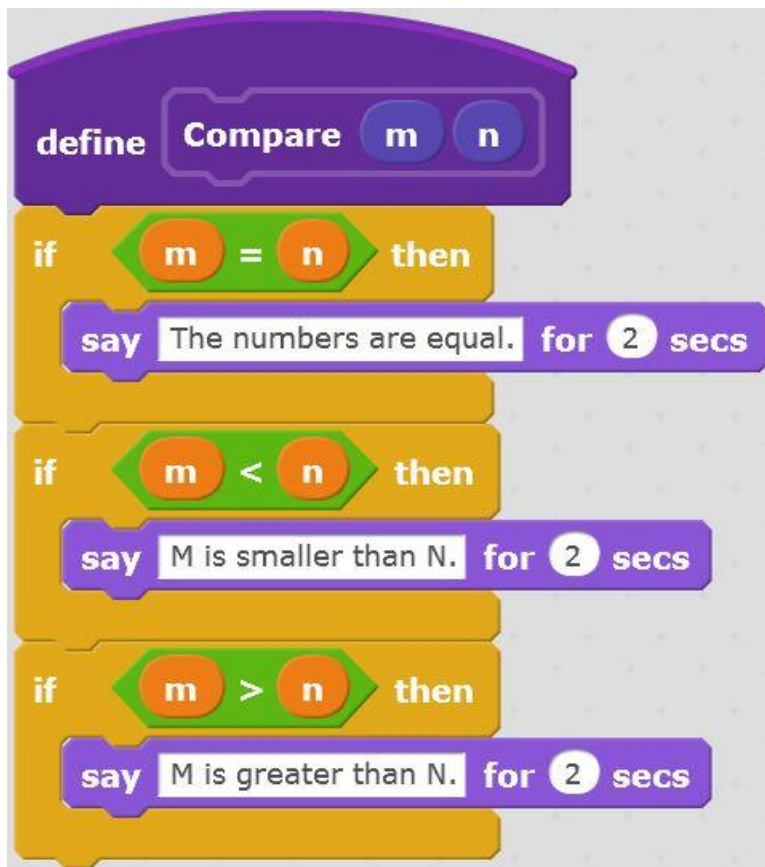 define Compare m n
if m = n then
say The numbers are equal. for 2 secs
if m < n then
say M is smaller than N. for 2 secs
if m > n then
say M is greater than N. for 2 secs